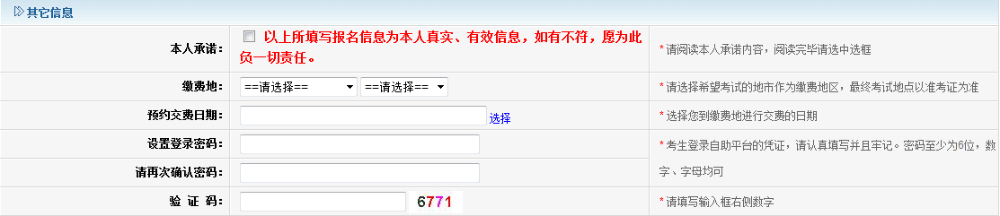 其它信息
本人承诺： 以上所填写报名信息为本人真实、有效信息，如有不符，愿为此
负一切责任。
*请阅读本人承诺内容，阅读完毕请选中选框
缴费地： ==请选择== ==请选择== *请选择希望考试的地市作为缴费地区，最终考试地点以准考证为准
预约交费日期： 选择 *选择您到缴费地进行交费的日期
设置登录密码： *考生登录自助平台的凭证，请认真填写并且牢记。密码至少为6位，数
字、字母均可
请再次确认密码：
验 证 码： 6771 *请填写输入框右侧数字